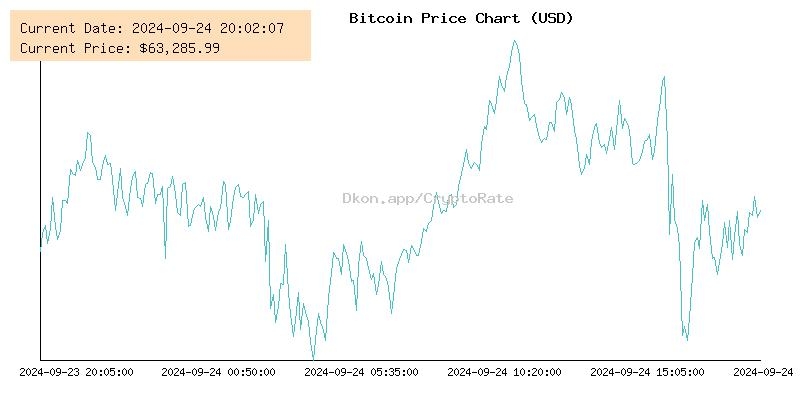 Bitcoin Price Chart (USD)
Current Date: 2024-09-24 20:02:07
Current Price: $63,285.99
Dkon.app/CryptoRate
2024-09-23 20:05:00 2024-09-24 00:50:00 2024-09-24 05:35:00 2024-09-24 10:20:00 2024-09-24 15:05:00 2024-09-24